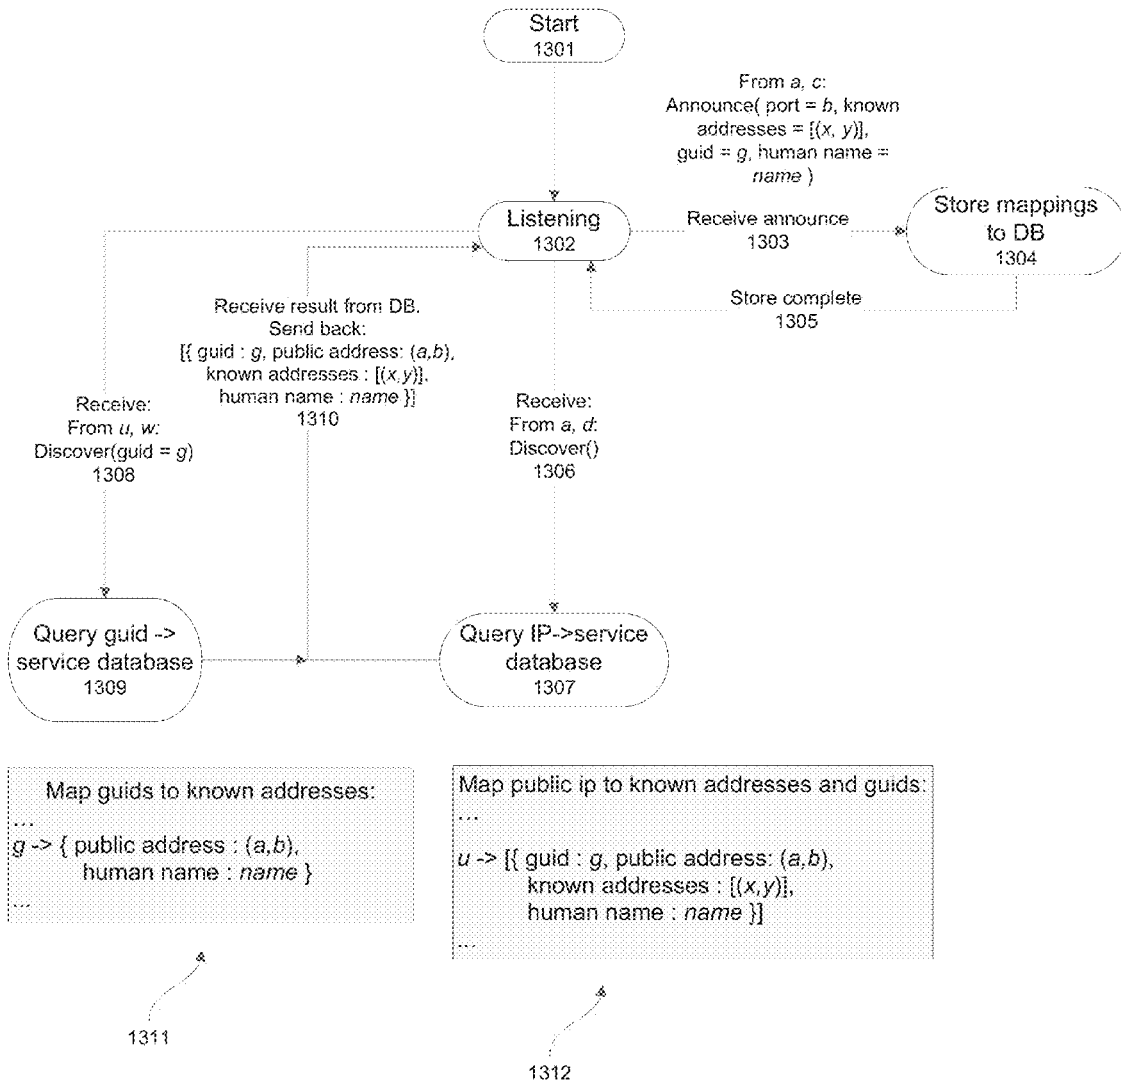 Start
1301
From a, c:
Announce( port = b, known
addresses = [(x, y)],
guid = g, human name =
name )
Listening
1302
Receive announce
1303
Store mappings
to DB
1304
Store complete
1305
Receive result from DB.
Send back:
[{ guid : g, public address: (a,b),
known addresses : [(x,y)],
human name : name }]
1310
Receive:
From u, w:
Discover(guid = g)
1308
Receive:
From a, d:
Discover()
1306
Query guid ->
service database
1309
Query IP->service
database
1307
Map guids to known addresses:
...
g -> { public address : (a,b),
human name : name }
...
Map public ip to known addresses and guids:
...
u -> [{ guid : g, public address: (a,b),
known addresses : [(x,y)],
human name : name }]
...
1311
1312